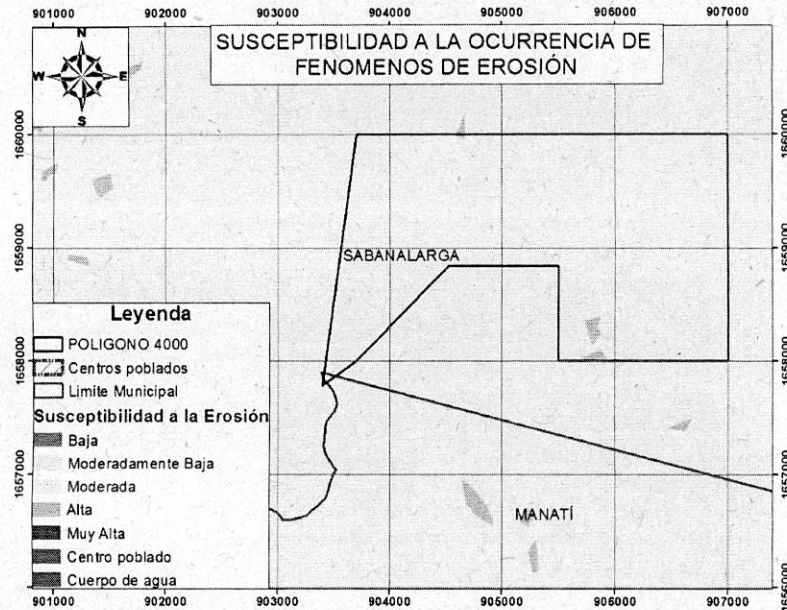 901000 902000 903000 904000 905000 906000 907000
SUSCEPTIBILIDAD A LA OCURRENCIA DE
FENOMENOS DE EROSIÓN
N
W E
S
1660000 1660000
1659000 1659000
SABANALARGA
Leyenda
POLIGONO 4000
Centros poblados
Limite Municipal
Susceptibilidad a la Erosión
Baja
Moderadamente Baja
Moderada
Alta
Muy Alta
Centro poblado
Cuerpo de agua
1658000 1658000
1657000 1657000
MANATÍ
1656000
901000 902000 903000 904000 905000 906000 907000